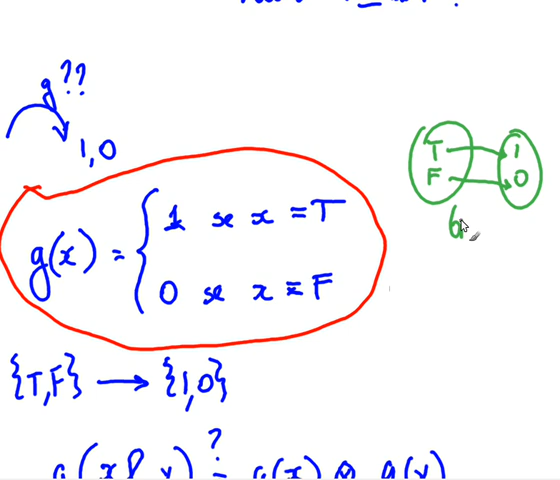 g??
1,0
T 1
F 0
g(x) = { 1 se x = T
0 se x = F
{T,F} → {1,0}
?